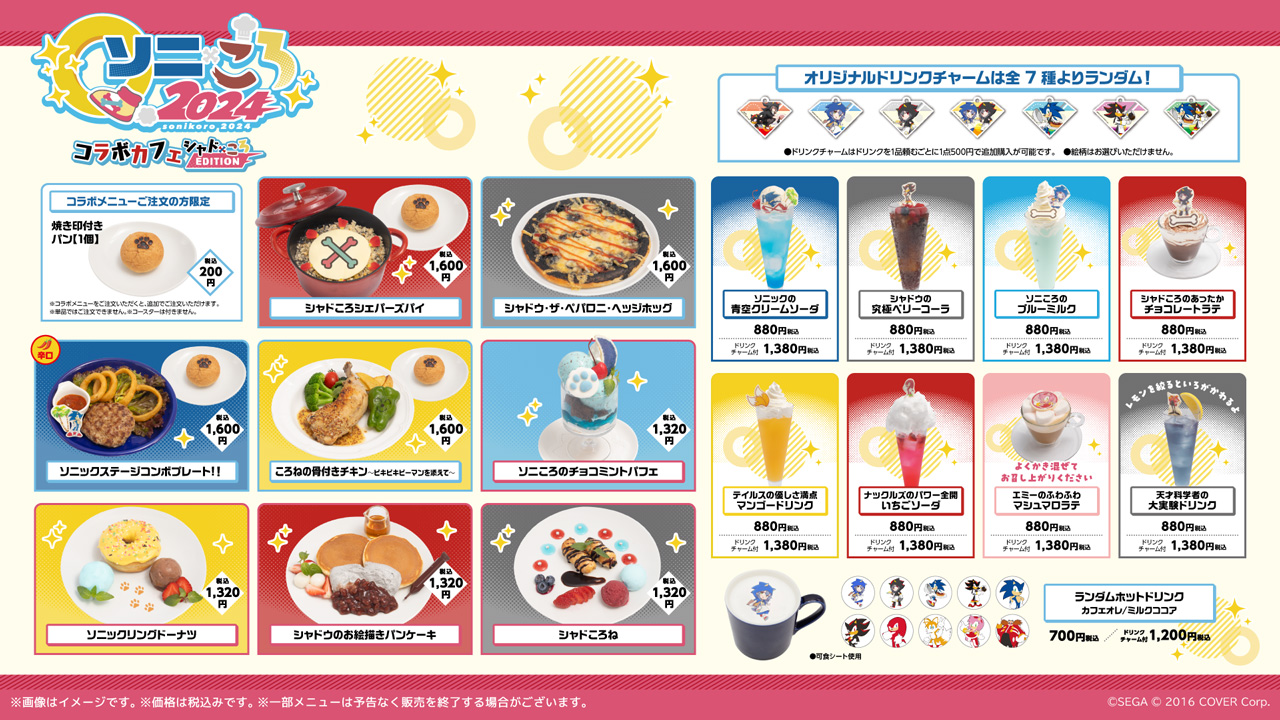 ソニ×ころ
2024
sonikoro 2024
コラボカフェ シャド×ころ
EDITION
オリジナルドリンクチャームは全7種よりランダム!
●ドリンクチャームはドリンクを1品頼むごとに1点500円で追加購入が可能です。 ●絵柄はお選びいただけません。
コラボメニューご注文の方限定
焼き印付き
パン[1個]
税込
200
円
※コラボメニューをご注文いただくと、追加でご注文いただけます。
※単品ではご注文できません。※コースターは付きません。
税込
1,600
円
シャドころシェパーズパイ
税込
1,600
円
シャドウ・ザ・ペパロニ・ヘッジホッグ
辛口
税込
1,600
円
ソニックステージコンボプレート!!
税込
1,600
円
ころねの骨付きチキン~ピキピキピーマンを添えて~
税込
1,320
円
ソニころのチョコミントパフェ
税込
1,320
円
ソニックリングドーナツ
税込
1,320
円
シャドウのお絵描きパンケーキ
税込
1,320
円
シャドころね
ソニックの
青空クリームソーダ
880円税込
ドリンク
チャーム付 1,380円税込
シャドウの
究極ベリーコーラ
880円税込
ドリンク
チャーム付 1,380円税込
ソニころの
ブルーミルク
880円税込
ドリンク
チャーム付 1,380円税込
シャドころのあったか
チョコレートラテ
880円税込
ドリンク
チャーム付 1,380円税込
テイルスの優しさ満点
マンゴードリンク
880円税込
ドリンク
チャーム付 1,380円税込
ナックルズのパワー全開
いちごソーダ
880円税込
ドリンク
チャーム付 1,380円税込
よくかき混ぜて
お召し上がりください
エミーのふわふわ
マシュマロラテ
880円税込
ドリンク
チャーム付 1,380円税込
レモンを絞るといろがかわるよ
天才科学者の
大実験ドリンク
880円税込
ドリンク
チャーム付 1,380円税込
●可食シート使用
ランダムホットドリンク
カフェオレ/ミルクココア
700円税込 / ドリンク
チャーム付 1,200円税込
※画像はイメージです。※価格は税込みです。※一部メニューは予告なく販売を終了する場合がございます。
©SEGA © 2016 COVER Corp.